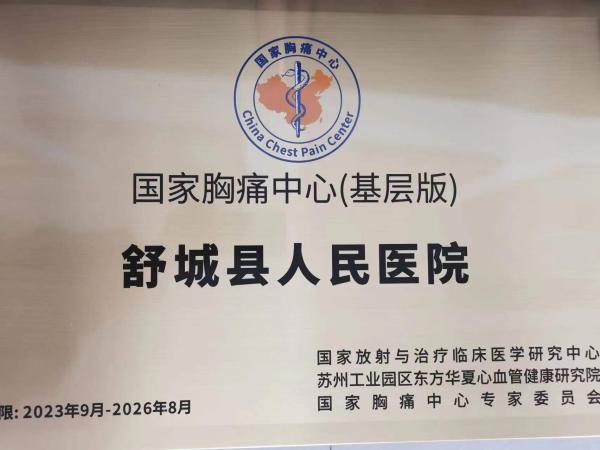 国家胸痛中心
China Chest Pain Center
国家胸痛中心(基层版)
舒城县人民医院
国家放射与治疗临床医学研究中心
苏州工业园区东方华夏心血管健康研究院
国家胸痛中心专家委员会
限: 2023年9月-2026年8月